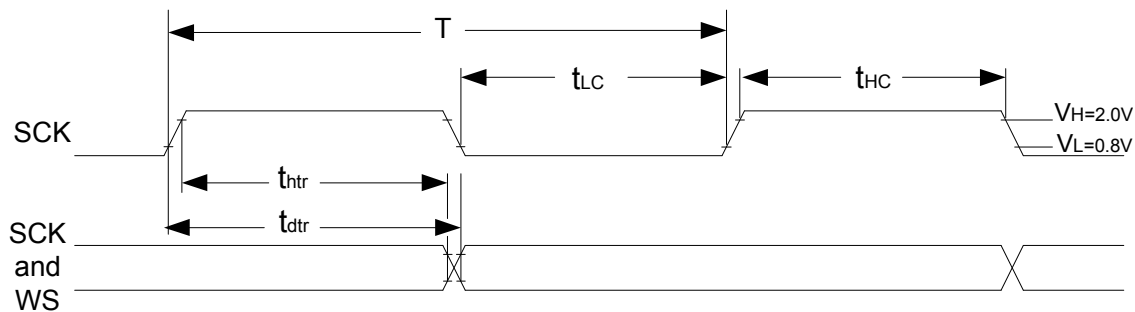 T
tLC
tHC
SCK
VH=2.0V
VL=0.8V
thtr
tdtr
SCK
and
WS